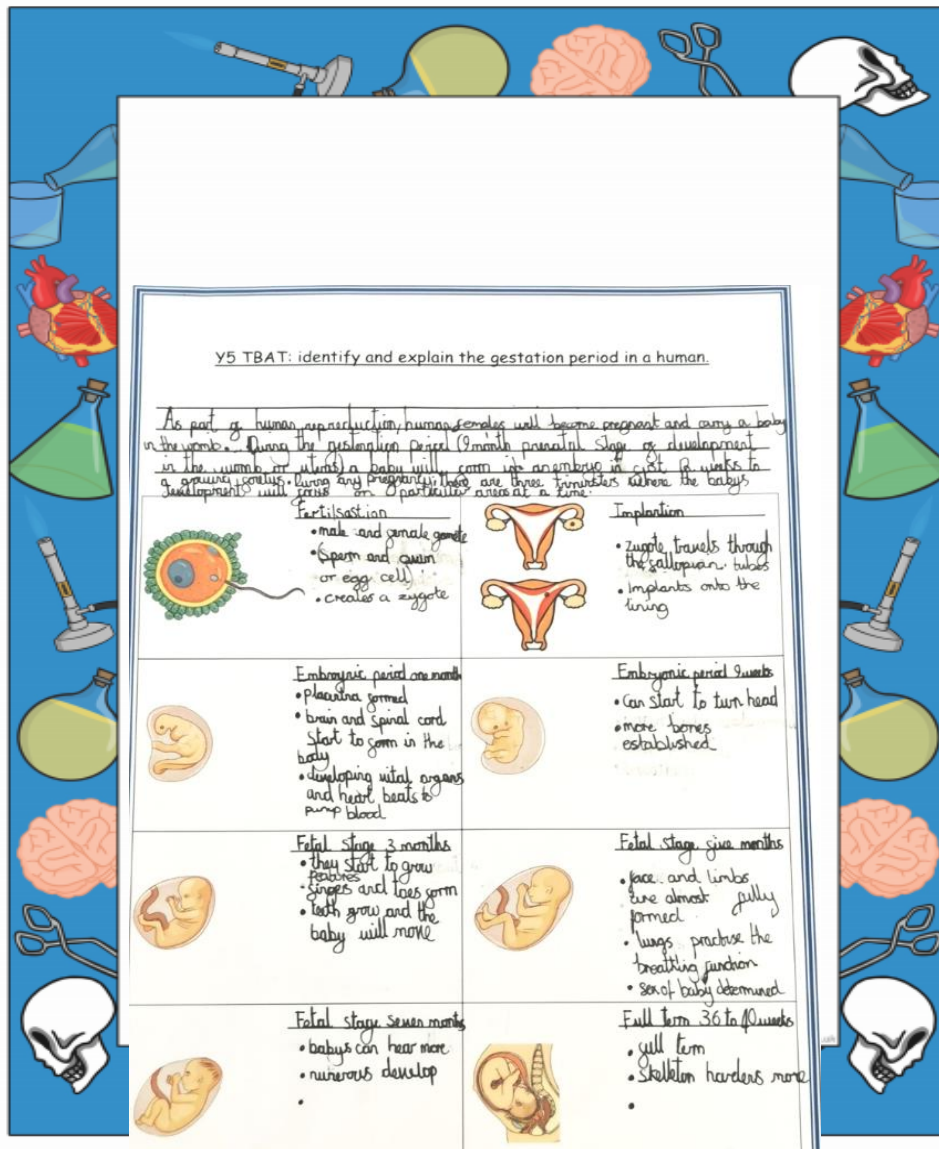 Y5 TBAT: identify and explain the gestation period in a human.
As part of human reproduction, human females will become pregnant and carry a baby
in the womb. During the gestantion period (9 month prenatal stage of development
in the womb or uterus) a baby will form in an embryo in first 12 weeks to
a growing foetus. During any pregnancy, there are three trimisters where the babys
development will focus on particular areas at a time.
Fertilsastion
• male and female gamete
• (sperm and ovum
or egg cell)
• creates a zygote
Implantion
• zygote travels through
the fallopian tubes
• Implants onto the
lining
Embroynic period one month
• placenta formed
• brain and spinal cord
start to form in the
body
• developing vital organs
and heart beats to
pump blood
Embryonic period 9 weeks
• can start to turn head
• more bones
established
Fetal stage 3 months
• they start to grow
features
• finges and toes form
• teeth grow and the
baby will move
Fetal stage five months
• face and limbs
are almost fully
formed
• lungs practise the
breathing function
• sex of baby determined
Fetal stage seven months
• babys can hear more
• develop
•
Full term 36 to 40 weeks
• full term
• Skeleton hardens more
•